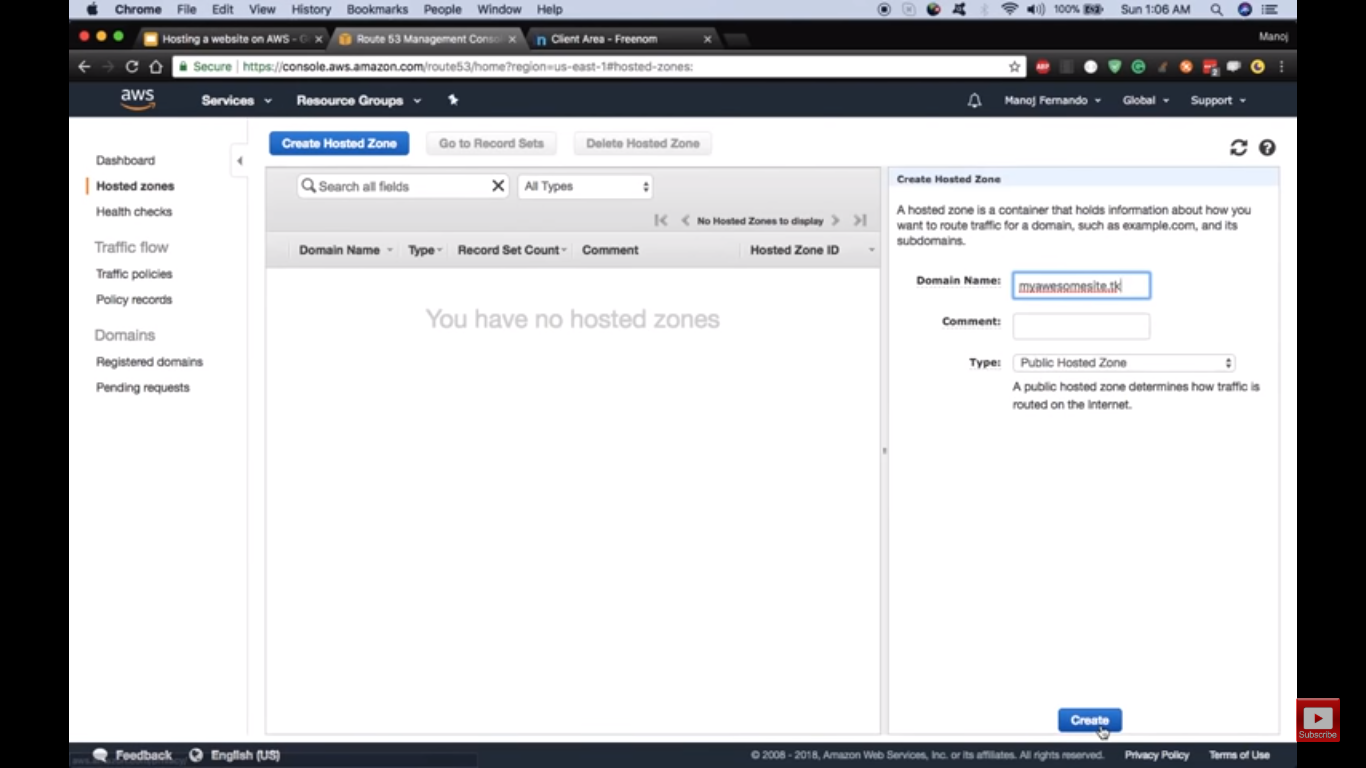 Chrome File Edit View History Bookmarks People Window Help 100% Sun 1:06 AM
Hosting a website on AWS - G Route 53 Management Consol Client Area - Freenom Manoj
Secure https://console.aws.amazon.com/route53/home?region=us-east-1#hosted-zones:
aws Services Resource Groups Manoj Fernando Global Support
Create Hosted Zone Go to Record Sets Delete Hosted Zone
Dashboard
Hosted zones
Health checks
Traffic flow
Traffic policies
Policy records
Domains
Registered domains
Pending requests
Search all fields All Types
No Hosted Zones to display
Domain Name Type Record Set Count Comment Hosted Zone ID
You have no hosted zones
Create Hosted Zone
A hosted zone is a container that holds information about how you
want to route traffic for a domain, such as example.com, and its
subdomains.
Domain Name: myawesomesite.tk
Comment:
Type: Public Hosted Zone
A public hosted zone determines how traffic is
routed on the Internet.
Create
Subscribe
Feedback English (US) © 2008 - 2018, Amazon Web Services, Inc. or its affiliates. All rights reserved. Privacy Policy Terms of Use